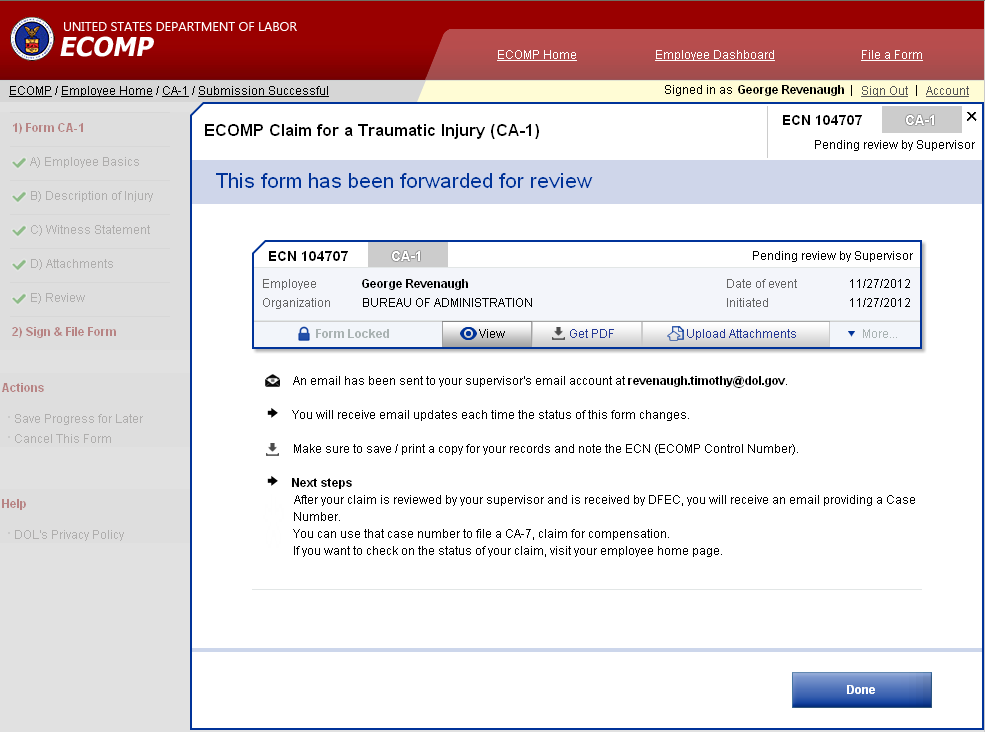 UNITED STATES DEPARTMENT OF LABOR
ECOMP
ECOMP Home Employee Dashboard File a Form
ECOMP / Employee Home / CA-1 / Submission Successful
Signed in as George Revenaugh | Sign Out | Account
1) Form CA-1
A) Employee Basics
B) Description of Injury
C) Witness Statement
D) Attachments
E) Review
2) Sign & File Form
Actions
· Save Progress for Later
· Cancel This Form
Help
· DOL's Privacy Policy
ECOMP Claim for a Traumatic Injury (CA-1)
ECN 104707 CA-1
Pending review by Supervisor
This form has been forwarded for review
ECN 104707 CA-1 Pending review by Supervisor
Employee George Revenaugh Date of event 11/27/2012
Organization BUREAU OF ADMINISTRATION Initiated 11/27/2012
Form Locked View Get PDF Upload Attachments More...
An email has been sent to your supervisor's email account at revenaugh.timothy@dol.gov.
You will receive email updates each time the status of this form changes.
Make sure to save / print a copy for your records and note the ECN (ECOMP Control Number).
Next steps
After your claim is reviewed by your supervisor and is received by DFEC, you will receive an email providing a Case
Number.
You can use that case number to file a CA-7, claim for compensation.
If you want to check on the status of your claim, visit your employee home page.
Done